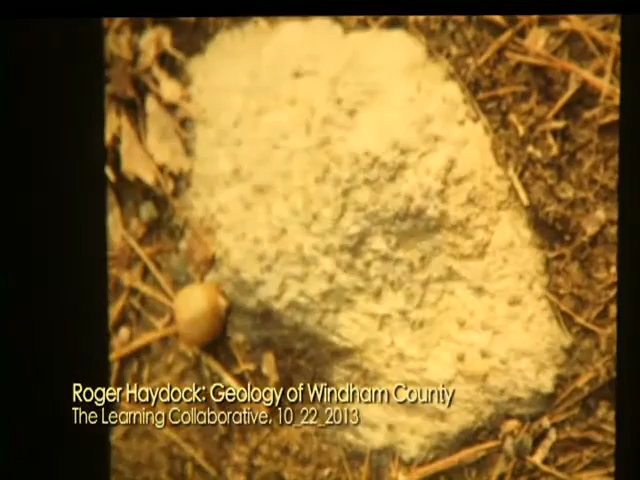 Roger Haydock: Geology of Windham County
The Learning Collaborative, 10_22_2013